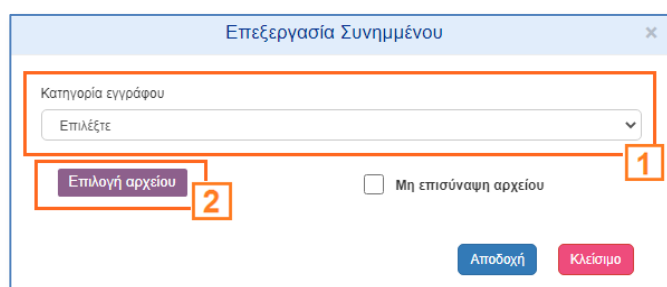 Επεξεργασία Συνημμένου ×
Κατηγορία εγγράφου
Επιλέξτε
1
Επιλογή αρχείου
2
Μη επισύναψη αρχείου
Αποδοχή
Κλείσιμο